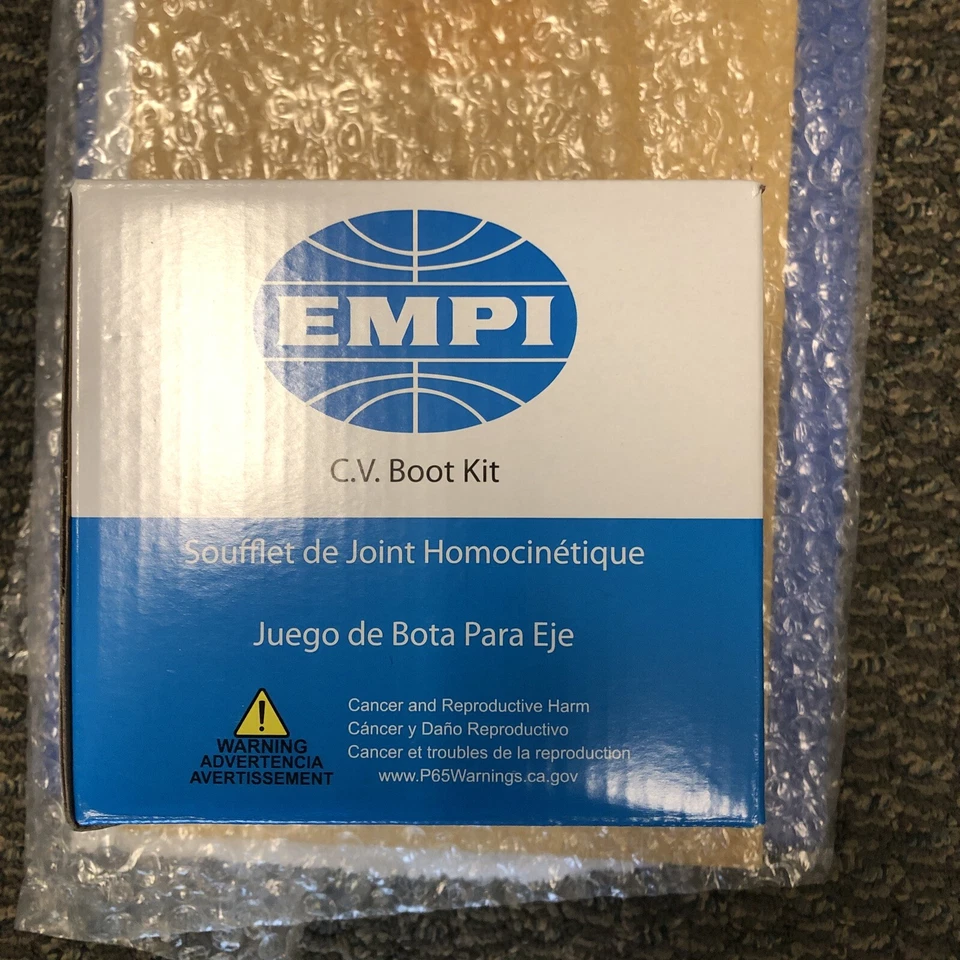 EMPI
C.V. Boot Kit
Soufflet de Joint Homocinétique
Juego de Bota Para Eje
WARNING
ADVERTENCIA
AVERTISSEMENT
Cancer and Reproductive Harm
Cáncer y Daño Reproductivo
Cancer et troubles de la reproduction
www.P65Warnings.ca.gov